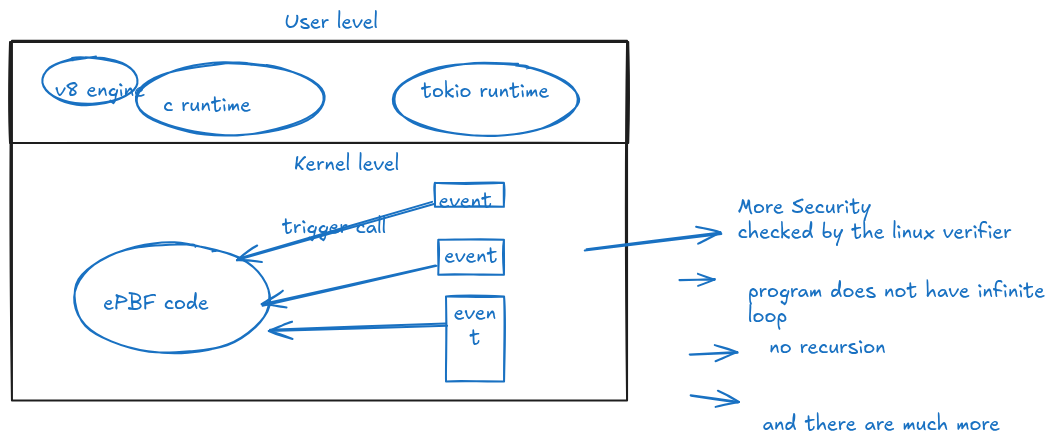 User level
v8 engine
c runtime
tokio runtime
Kernel level
event
trigger call
event
ePBF code
even
t
More Security
checked by the linux verifier
program does not have infinite
loop
no recursion
and there are much more